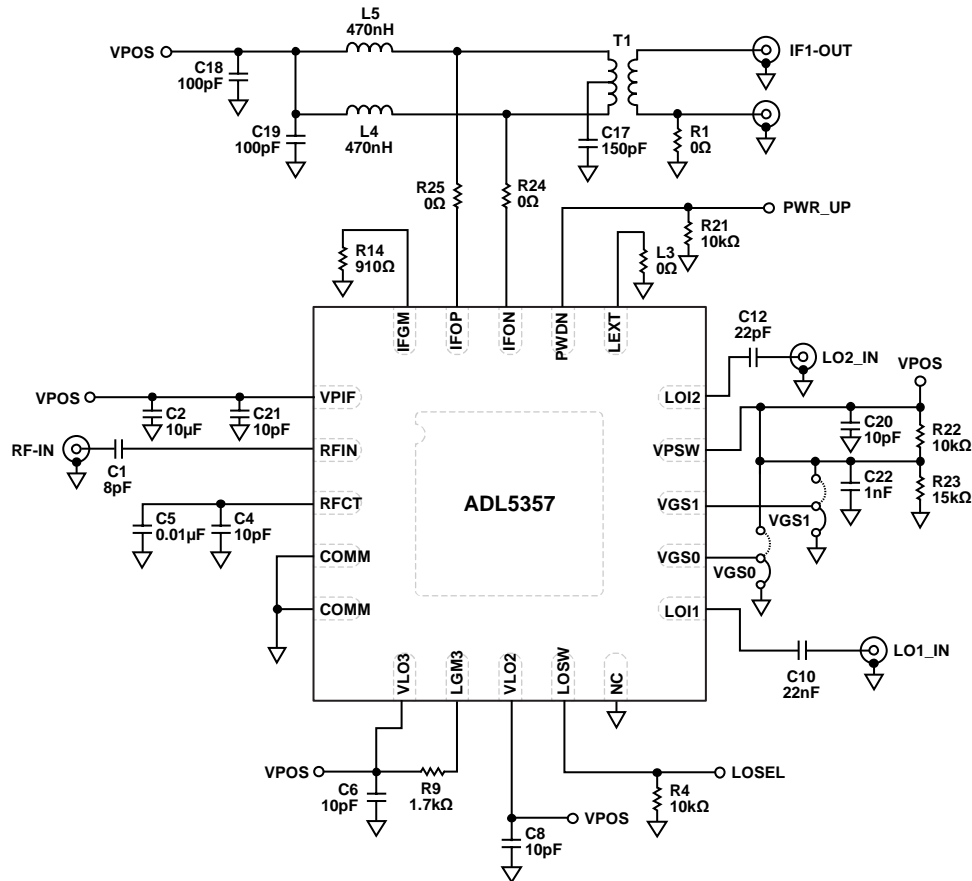 L5
470nH
VPOS
C18
100pF
C19
100pF
L4
470nH
T1
IF1-OUT
C17
150pF
R1
0Ω
R25
0Ω
R24
0Ω
PWR_UP
R21
10kΩ
R14
910Ω
L3
0Ω
IFGM
IFOP
IFON
PWDN
LEXT
C12
22pF
LO2_IN
VPOS
VPOS
C2
10µF
C21
10pF
VPIF
LOI2
C20
10pF
R22
10kΩ
RF-IN
C1
8pF
RFIN
VPSW
C22
1nF
R23
15kΩ
C5
0.01µF
C4
10pF
RFCT
ADL5357
VGS1
VGS1
COMM
VGS0
VGS0
COMM
LOI1
C10
22nF
LO1_IN
VLO3
LGM3
VLO2
LOSW
NC
VPOS
C6
10pF
R9
1.7kΩ
LOSEL
R4
10kΩ
C8
10pF
VPOS